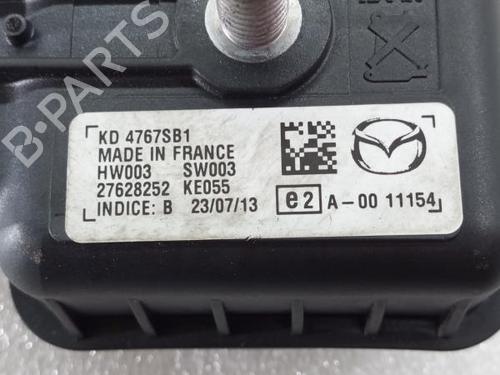 KD 4767SB1
MADE IN FRANCE
HW003 SW003
27628252 KE055
INDICE: B 23/07/13
e2 A-00 11154
B-PARTS